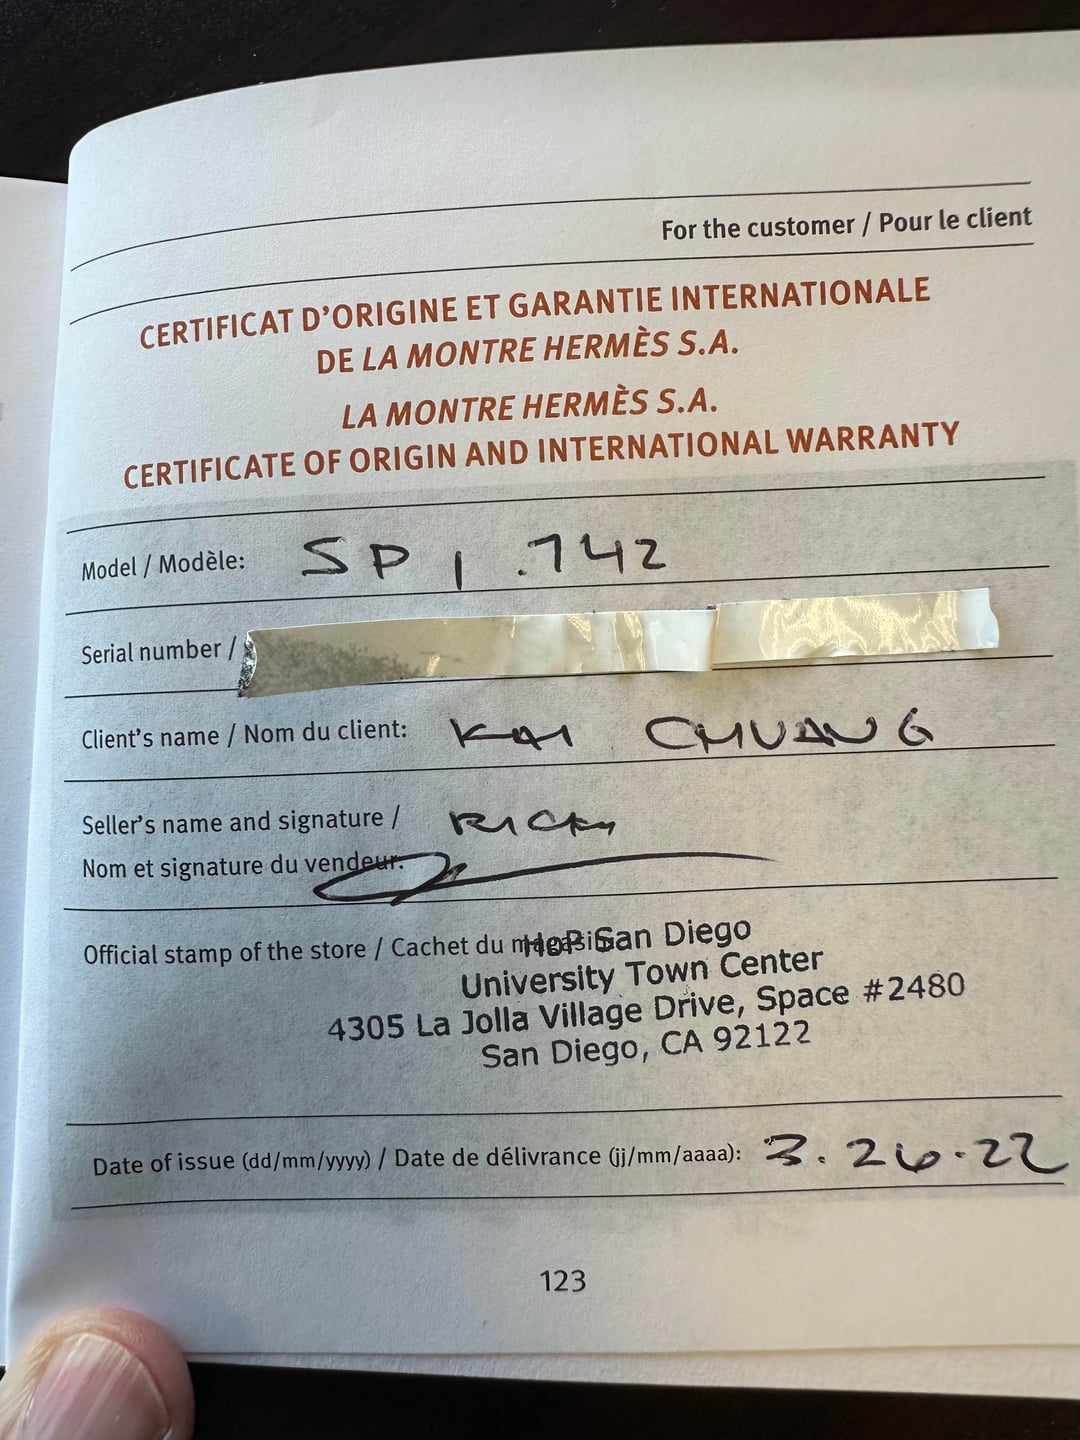 For the customer / Pour le client
CERTIFICAT D'ORIGINE ET GARANTIE INTERNATIONALE
DE LA MONTRE HERMÈS S.A.
LA MONTRE HERMÈS S.A.
CERTIFICATE OF ORIGIN AND INTERNATIONAL WARRANTY
Model / Modèle: SP 1.742
Serial number /
Client's name / Nom du client: KAI CHUANG
Seller's name and signature / RICKY
Nom et signature du vendeur:
Official stamp of the store / Cachet du magasin: HOP San Diego
University Town Center
4305 La Jolla Village Drive, Space #2480
San Diego, CA 92122
Date of issue (dd/mm/yyyy) / Date de délivrance (jj/mm/aaaa): 3.26.22
123